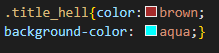 .title_hell{color: brown;
background-color: aqua;}